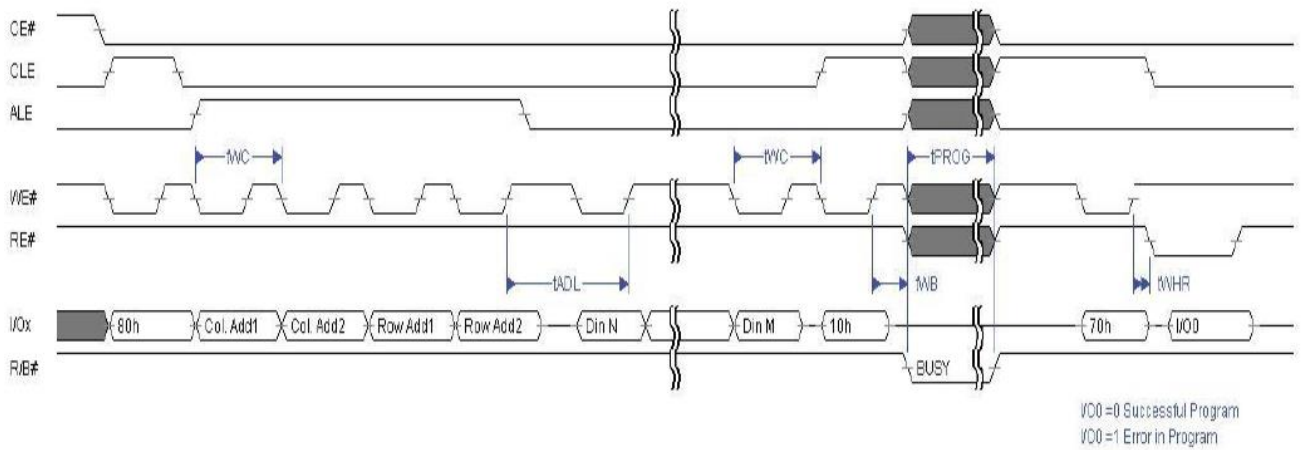 CE#
CLE
ALE
tWC tWC tPROG
WE#
RE#
tADL tWB tWHR
I/Ox 80h Col. Add1 Col. Add2 Row Add1 Row Add2 Din N Din M 10h 70h I/O0
R/B# BUSY
I/O0 =0 Successful Program
I/O0 =1 Error in Program